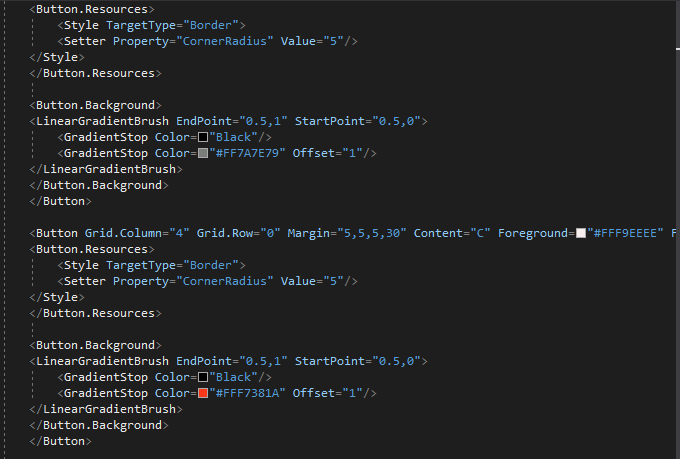 <Button.Resources>
<Style TargetType="Border">
<Setter Property="CornerRadius" Value="5"/>
</Style>
</Button.Resources>
<Button.Background>
<LinearGradientBrush EndPoint="0.5,1" StartPoint="0.5,0">
<GradientStop Color="Black"/>
<GradientStop Color="#FF7A7E79" Offset="1"/>
</LinearGradientBrush>
</Button.Background>
</Button>
<Button Grid.Column="4" Grid.Row="0" Margin="5,5,5,30" Content="C" Foreground="#FFF9EEEE" F
<Button.Resources>
<Style TargetType="Border">
<Setter Property="CornerRadius" Value="5"/>
</Style>
</Button.Resources>
<Button.Background>
<LinearGradientBrush EndPoint="0.5,1" StartPoint="0.5,0">
<GradientStop Color="Black"/>
<GradientStop Color="#FFF7381A" Offset="1"/>
</LinearGradientBrush>
</Button.Background>
</Button>